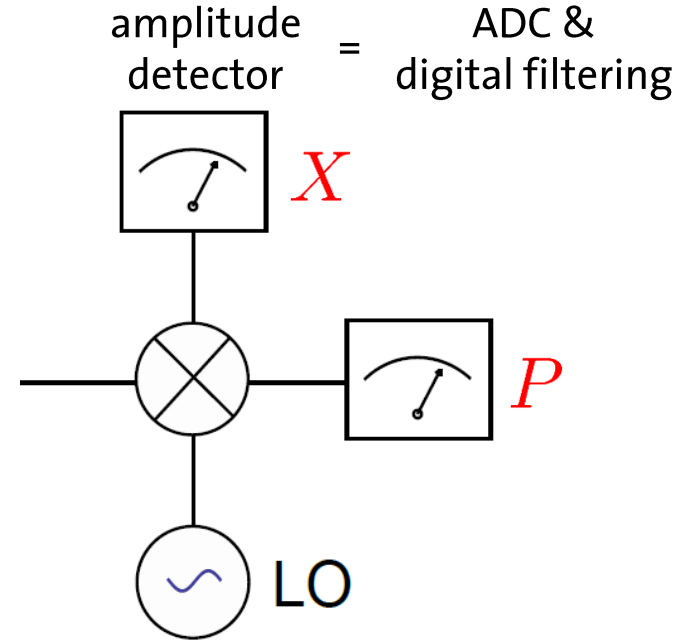 amplitude
detector
=
ADC &
digital filtering
X
P
LO